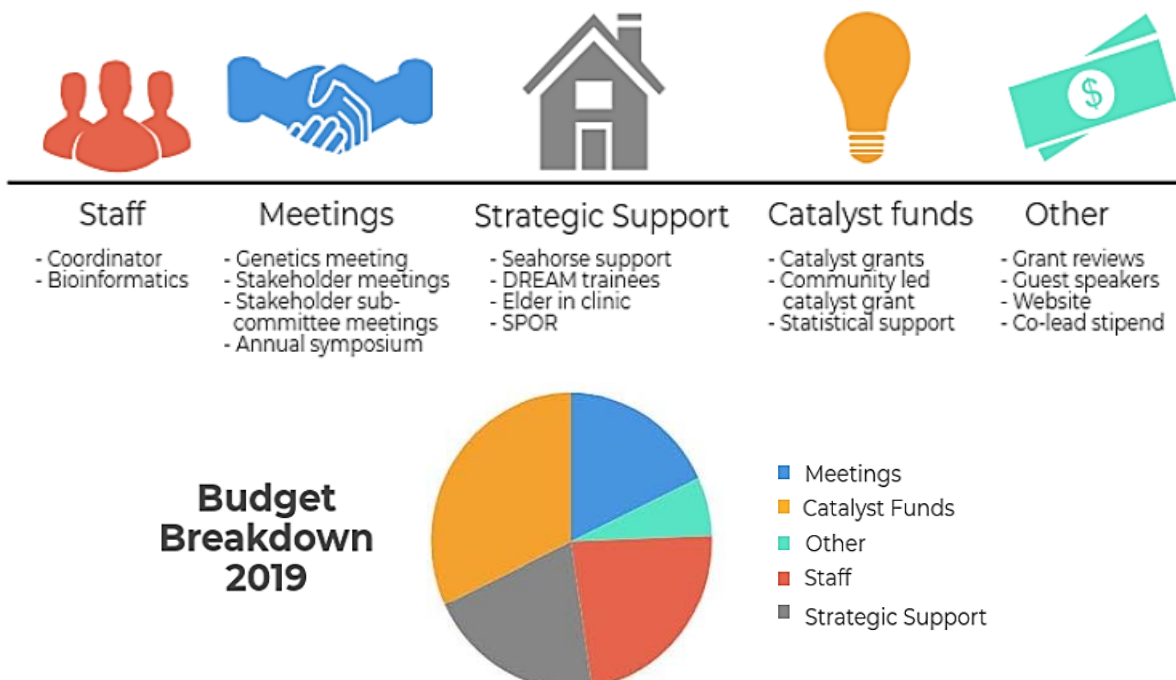 $
Staff
- Coordinator
- Bioinformatics
Meetings
- Genetics meeting
- Stakeholder meetings
- Stakeholder sub-
committee meetings
- Annual symposium
Strategic Support
- Seahorse support
- DREAM trainees
- Elder in clinic
- SPOR
Catalyst funds
- Catalyst grants
- Community led
catalyst grant
- Statistical support
Other
- Grant reviews
- Guest speakers
- Website
- Co-lead stipend
Budget
Breakdown
2019
Meetings
Catalyst Funds
Other
Staff
Strategic Support